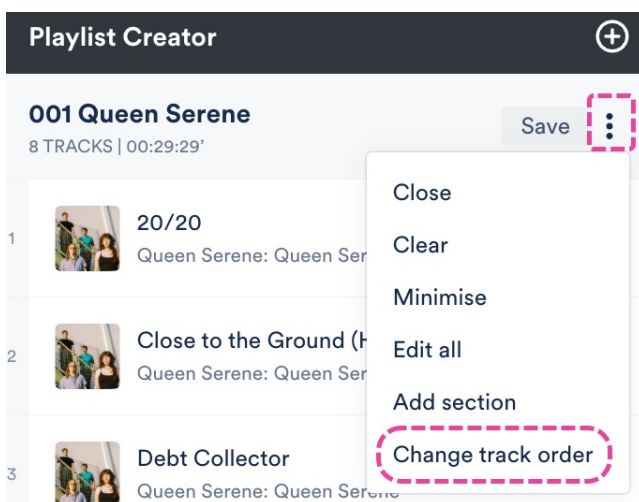 Playlist Creator
001 Queen Serene
8 TRACKS | 00:29:29’
Save
Close
Clear
Minimise
Edit all
Add section
Change track order
1
20/20
Queen Serene: Queen Ser
2
Close to the Ground (H
Queen Serene: Queen Ser
3
Debt Collector
Queen Serene: Queen Serene